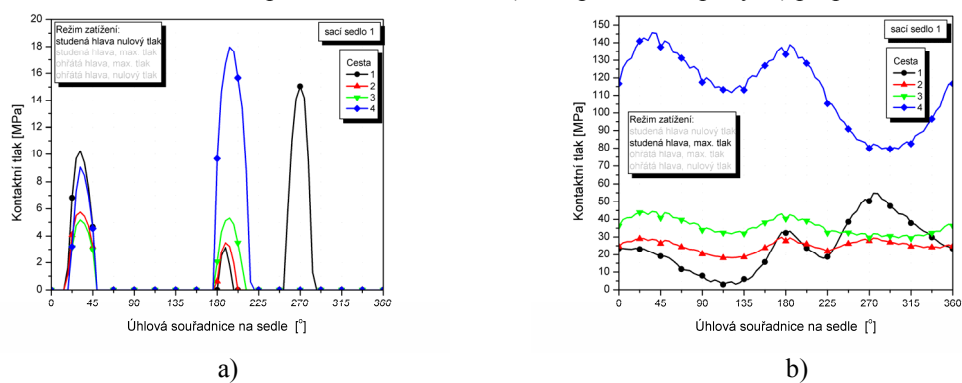 20
18
16
14
12
10
8
6
4
2
0
Kontaktní tlak [MPa]
Režim zatížení:
studená hlava nulový tlak
studená hlava, max. tlak
ohřátá hlava, max. tlak
ohřátá hlava, nulový tlak
sací sedlo 1
Cesta
1
2
3
4
0 45 90 135 180 225 270 315 360
Úhlová souřadnice na sedle [°]
a)
150
140
130
120
110
100
90
80
70
60
50
40
30
20
10
0
Kontaktní tlak [MPa]
sací sedlo 1
Cesta
1
2
3
4
Režim zatížení:
studená hlava nulový tlak
studená hlava, max. tlak
ohřátá hlava, max. tlak
ohřátá hlava, nulový tlak
0 45 90 135 180 225 270 315 360
Úhlová souřadnice na sedle [°]
b)